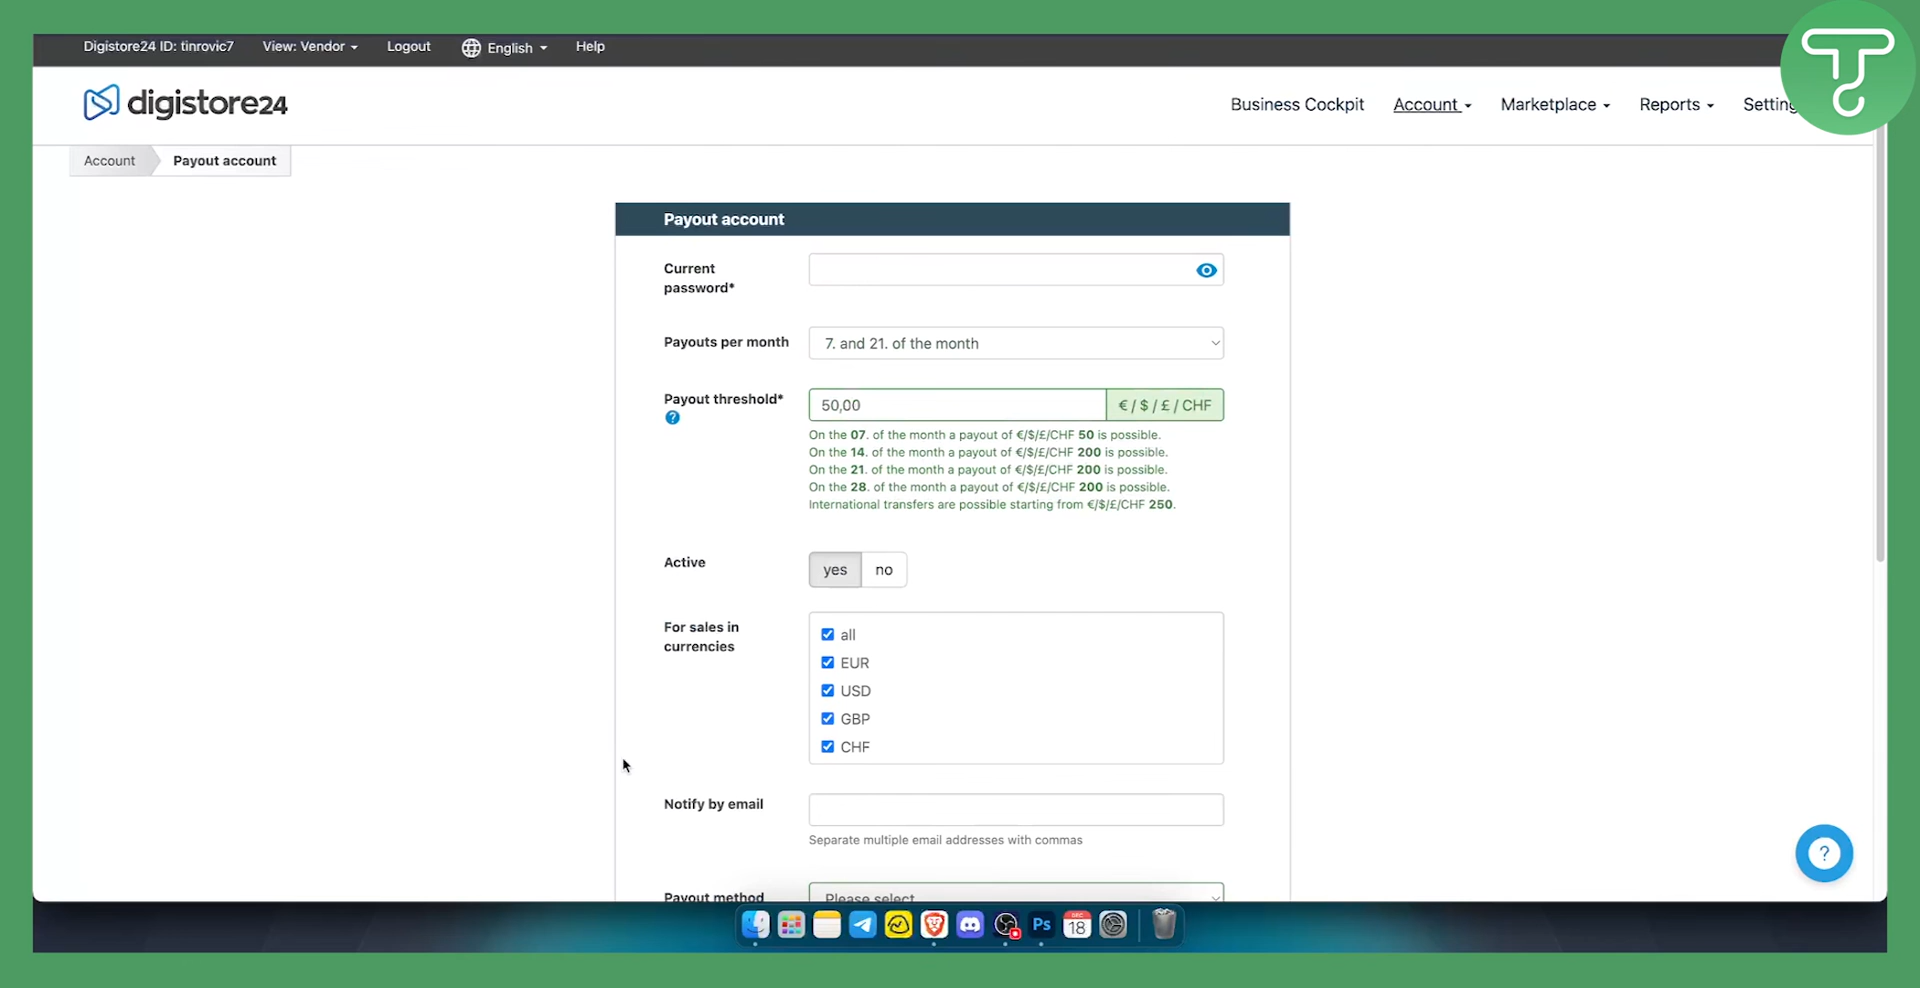 Digistore24 ID: tinrovic7 View: Vendor Logout English Help
digistore24
Business Cockpit Account Marketplace Reports
Account Payout account
Payout account
Current
password*
Payouts per month 7. and 21. of the month
Payout threshold* 50,00 € / $ / £ / CHF
?
On the 07. of the month a payout of €/$/£/CHF 50 is possible.
On the 14. of the month a payout of €/$/£/CHF 200 is possible.
On the 21. of the month a payout of €/$/£/CHF 200 is possible.
On the 28. of the month a payout of €/$/£/CHF 200 is possible.
International transfers are possible starting from €/$/£/CHF 250.
Active yes no
For sales in
currencies
all
EUR
USD
GBP
CHF
Notify by email
Separate multiple email addresses with commas
?
Payout method Please select
Ps DEC 18